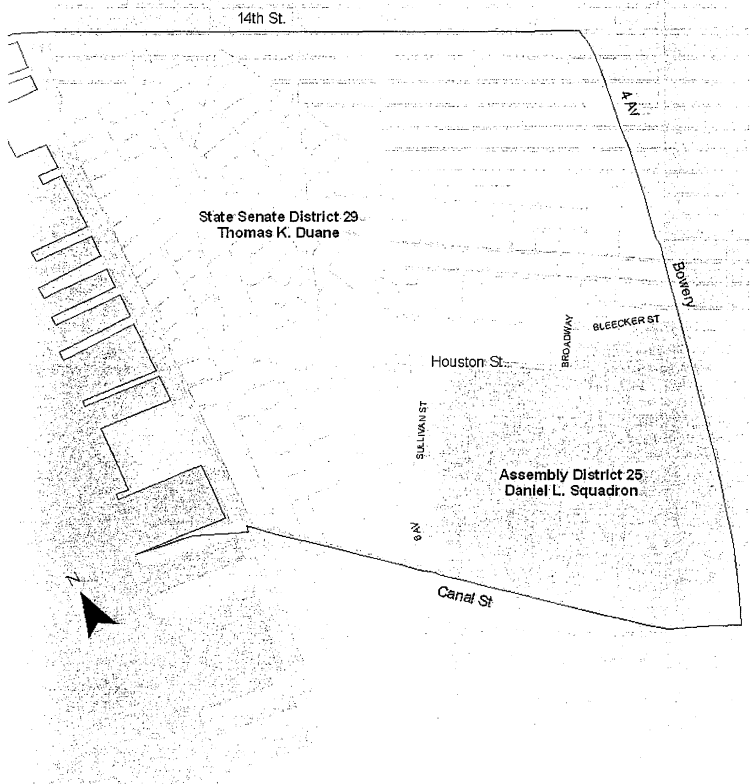 14th St.
4 AV
State Senate District 29
Thomas K. Duane
Bowery
BROADWAY
BLEECKER ST
Houston St.
SULLIVAN ST
Assembly District 25
Daniel L. Squadron
6 AV
Canal St
N